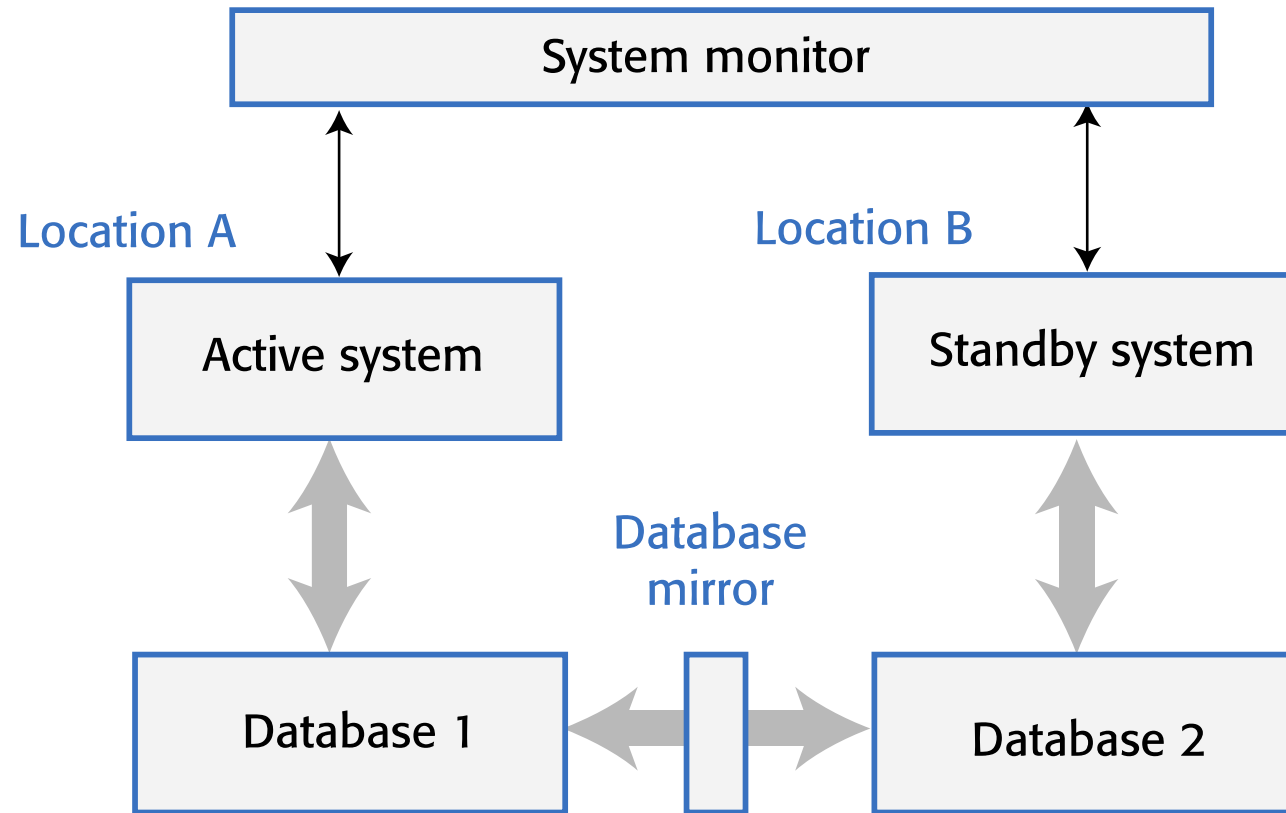 System monitor
Location A
Location B
Active system
Standby system
Database
mirror
Database 1
Database 2